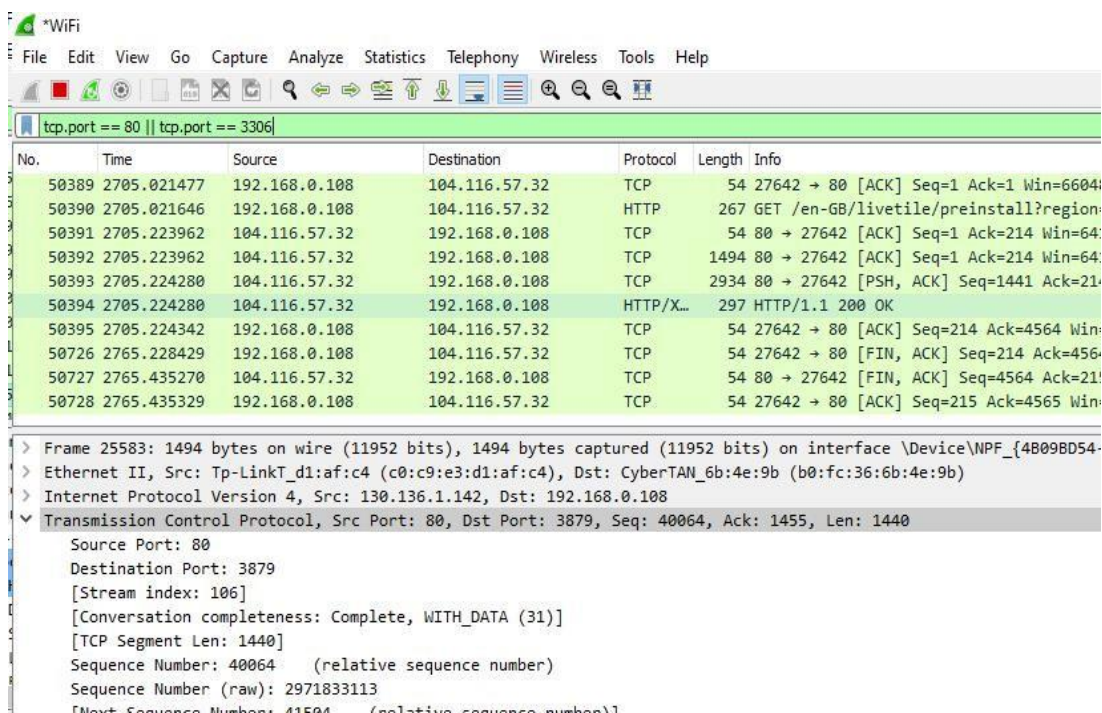 *WiFi
File Edit View Go Capture Analyze Statistics Telephony Wireless Tools Help
tcp.port == 80 || tcp.port == 3306
No. Time Source Destination Protocol Length Info
50389 2705.021477 192.168.0.108 104.116.57.32 TCP 54 27642 → 80 [ACK] Seq=1 Ack=1 Win=66048
50390 2705.021646 192.168.0.108 104.116.57.32 HTTP 267 GET /en-GB/livetile/preinstall?region=
50391 2705.223962 104.116.57.32 192.168.0.108 TCP 54 80 → 27642 [ACK] Seq=1 Ack=214 Win=64
50392 2705.223962 104.116.57.32 192.168.0.108 TCP 1494 80 → 27642 [ACK] Seq=1 Ack=214 Win=64
50393 2705.224280 104.116.57.32 192.168.0.108 TCP 2934 80 → 27642 [PSH, ACK] Seq=1441 Ack=214
50394 2705.224280 104.116.57.32 192.168.0.108 HTTP/X… 297 HTTP/1.1 200 OK
50395 2705.224342 192.168.0.108 104.116.57.32 TCP 54 27642 → 80 [ACK] Seq=214 Ack=4564 Win=
50726 2765.228429 192.168.0.108 104.116.57.32 TCP 54 27642 → 80 [FIN, ACK] Seq=214 Ack=4564
50727 2765.435270 104.116.57.32 192.168.0.108 TCP 54 80 → 27642 [FIN, ACK] Seq=4564 Ack=215
50728 2765.435329 192.168.0.108 104.116.57.32 TCP 54 27642 → 80 [ACK] Seq=215 Ack=4565 Win=
Frame 25583: 1494 bytes on wire (11952 bits), 1494 bytes captured (11952 bits) on interface \Device\NPF_{4B09BD54-
Ethernet II, Src: Tp-LinkT_d1:af:c4 (c0:c9:e3:d1:af:c4), Dst: CyberTAN_6b:4e:9b (b0:fc:36:6b:4e:9b)
Internet Protocol Version 4, Src: 130.136.1.142, Dst: 192.168.0.108
Transmission Control Protocol, Src Port: 80, Dst Port: 3879, Seq: 40064, Ack: 1455, Len: 1440
Source Port: 80
Destination Port: 3879
[Stream index: 106]
[Conversation completeness: Complete, WITH_DATA (31)]
[TCP Segment Len: 1440]
Sequence Number: 40064 (relative sequence number)
Sequence Number (raw): 2971833113
[Next Sequence Number: 41504 (relative sequence number)]